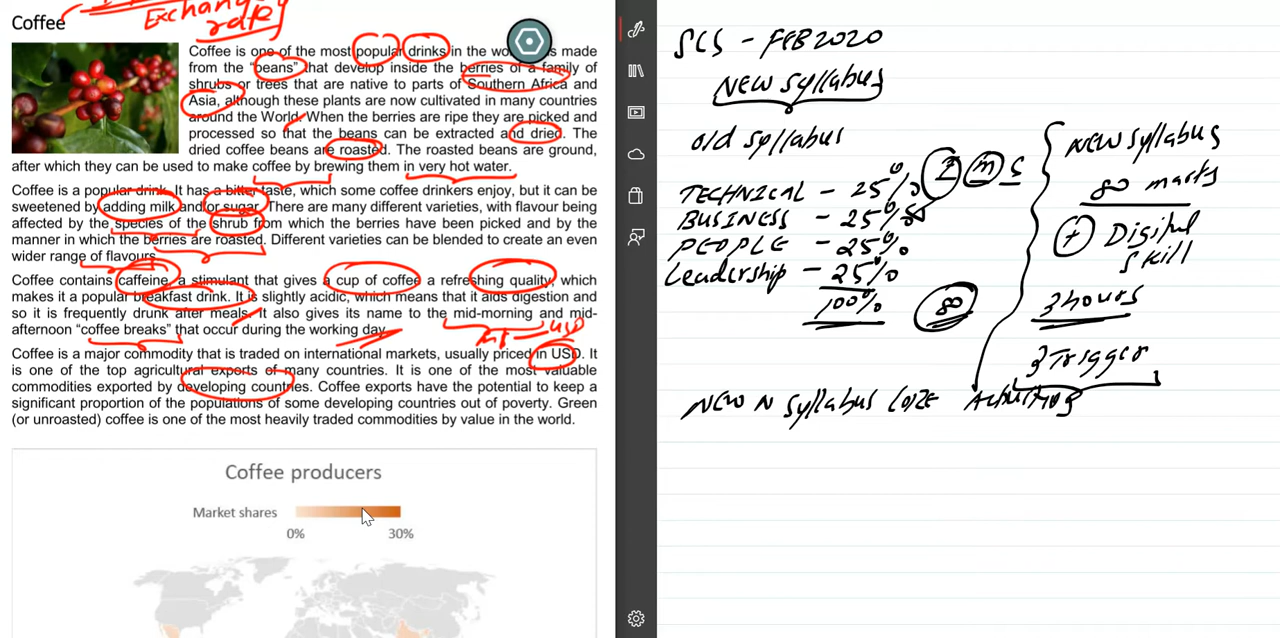 Exchange
rate
Coffee
Coffee is one of the most popular drinks in the wo s made
from the "beans" that develop inside the berries of a family of
shrubs or trees that are native to parts of Southern Africa and
Asia, although these plants are now cultivated in many countries
around the World. When the berries are ripe they are picked and
processed so that the beans can be extracted and dried. The
dried coffee beans are roasted. The roasted beans are ground,
after which they can be used to make coffee by brewing them in very hot water.
Coffee is a popular drink. It has a bitter taste, which some coffee drinkers enjoy, but it can be
sweetened by adding milk and/or sugar. There are many different varieties, with flavour being
affected by the species of the shrub from which the berries have been picked and by the
manner in which the berries are roasted. Different varieties can be blended to create an even
wider range of flavours.
Coffee contains caffeine, a stimulant that gives a cup of coffee a refreshing quality, which
makes it a popular breakfast drink. It is slightly acidic, which means that it aids digestion and
so it is frequently drunk after meals. It also gives its name to the mid-morning and mid-
afternoon "coffee breaks" that occur during the working day.
USD
Coffee is a major commodity that is traded on international markets, usually priced in USD. It
is one of the top agricultural exports of many countries. It is one of the most valuable
commodities exported by developing countries. Coffee exports have the potential to keep a
significant proportion of the populations of some developing countries out of poverty. Green
(or unroasted) coffee is one of the most heavily traded commodities by value in the world.
Coffee producers
Market shares
0% 30%
SCS - FEB 2020
NEW syllabus
old syllabus
TECHNICAL - 25% E m S
BUSINESS - 25%
PEOPLE - 25%
Leadership - 25%
100% 80
NEW syllabus
80 marks
+ Digital
skill
3 hours
3 Trigger
NEW N syllabus CORE Activities